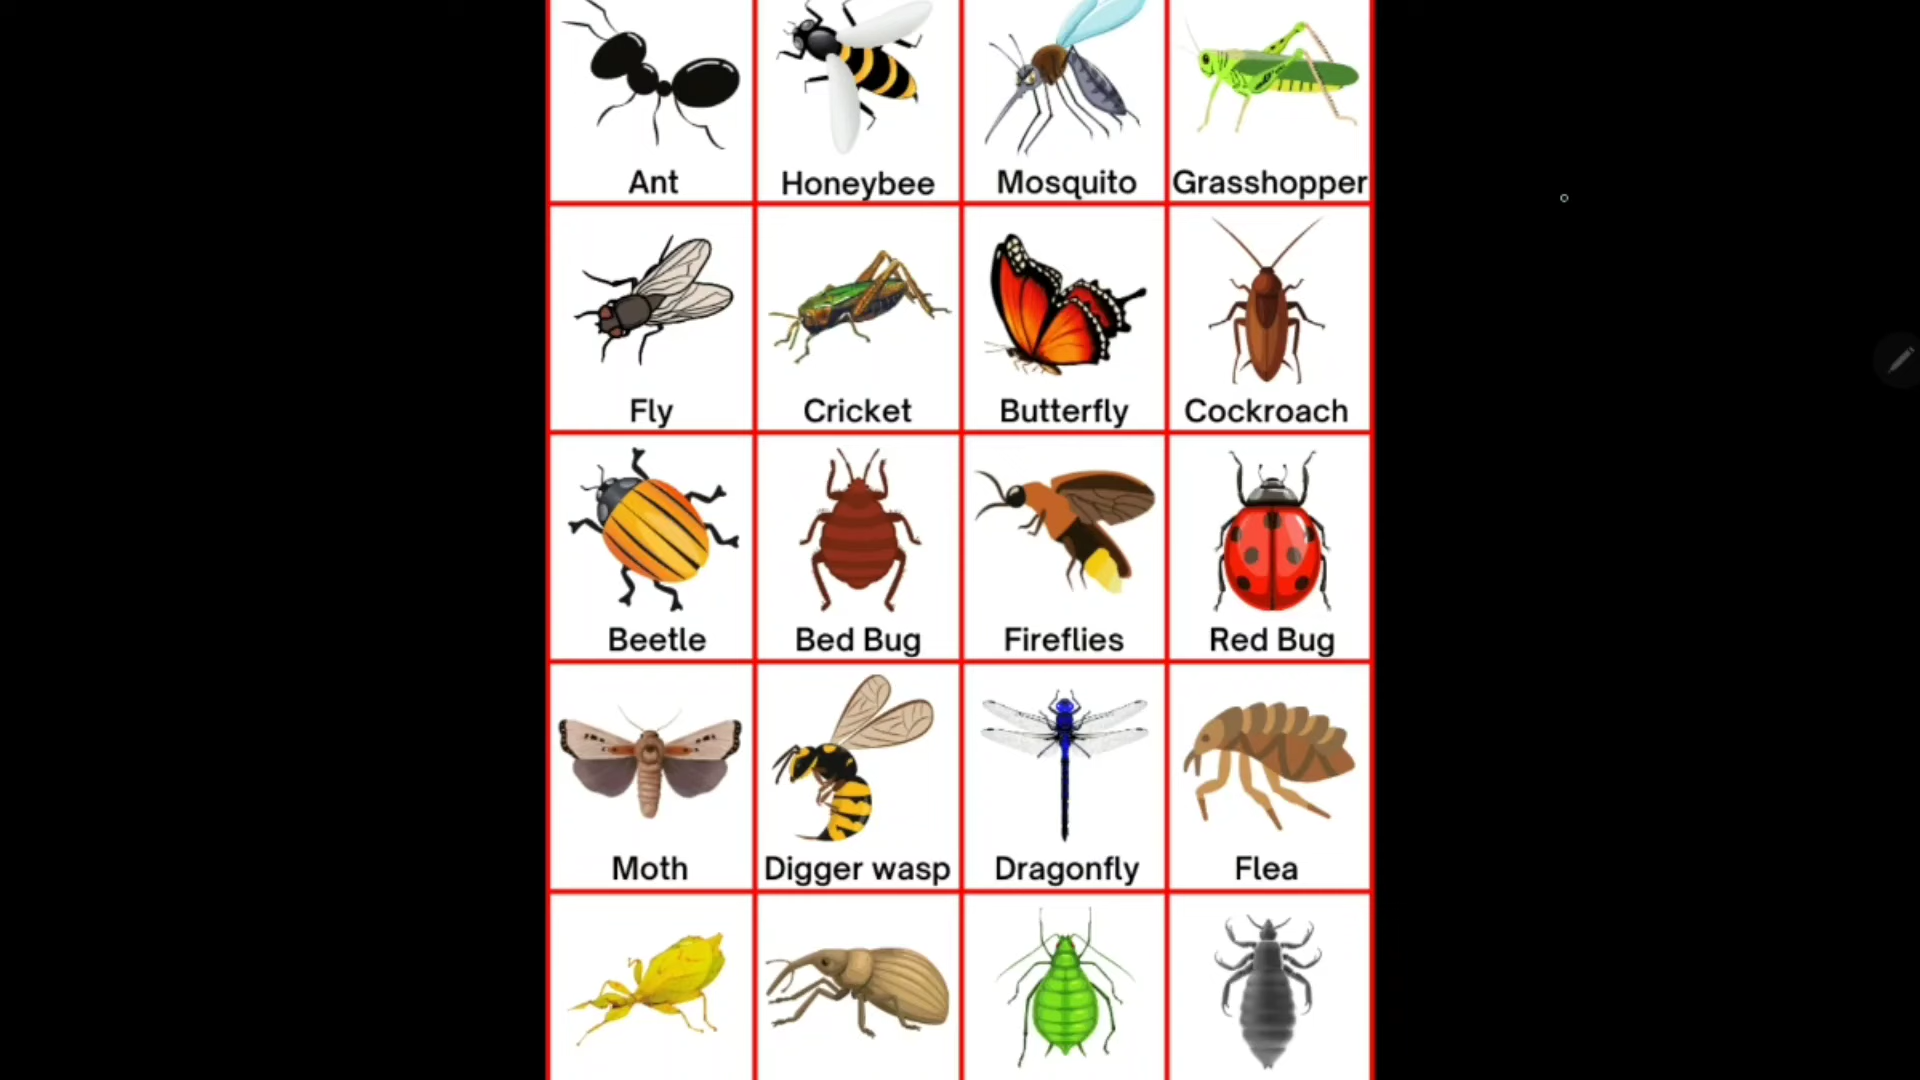 Ant
Honeybee
Mosquito
Grasshopper
Fly
Cricket
Butterfly
Cockroach
Beetle
Bed Bug
Fireflies
Red Bug
Moth
Digger wasp
Dragonfly
Flea